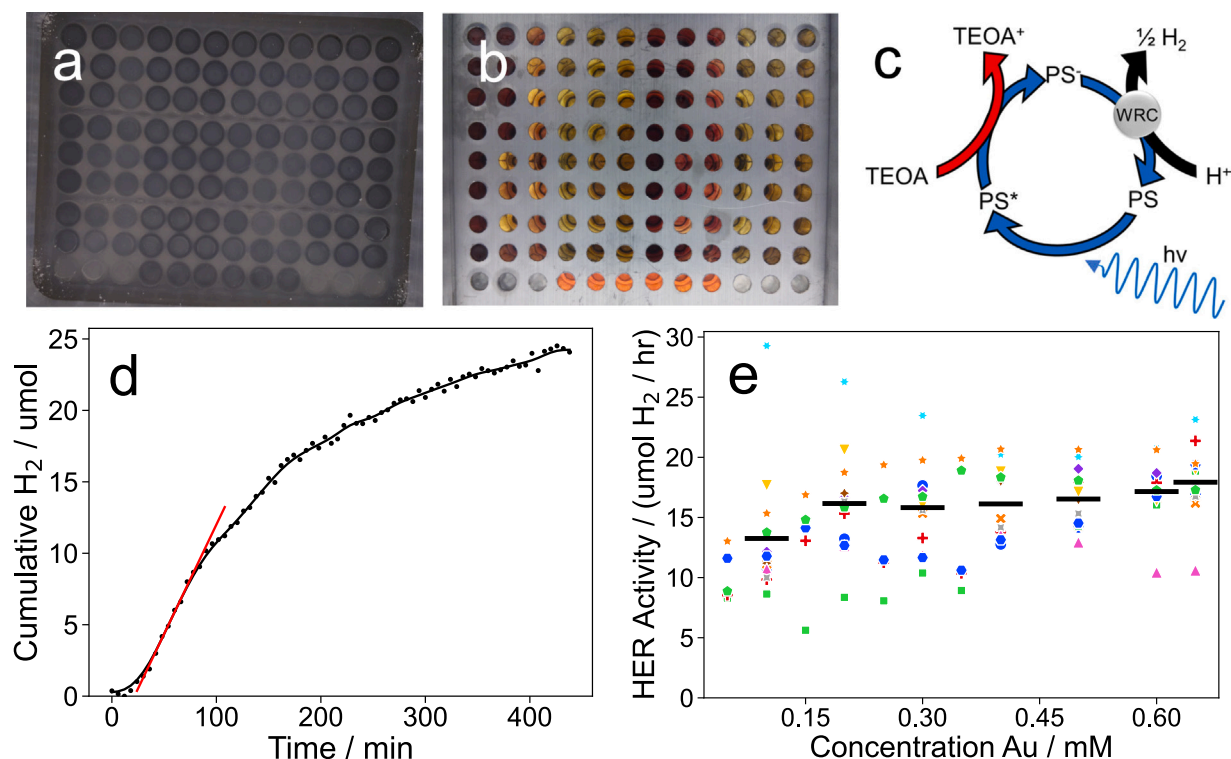 a
b
c
TEOA⁺
½ H₂
PS⁻
WRC
TEOA
H⁺
PS*
PS
hv
d
25
20
15
10
5
0
Cumulative H₂ / umol
0 100 200 300 400
Time / min
e
30
25
20
15
10
5
0
HER Activity / (umol H₂ / hr)
0.15 0.30 0.45 0.60
Concentration Au / mM